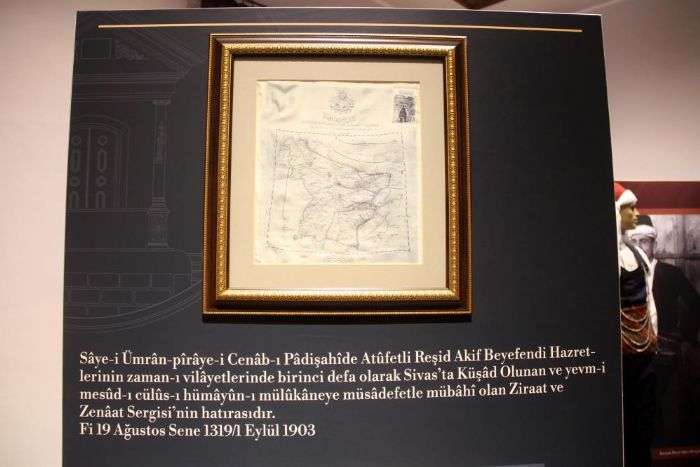 Sâye-i Ümrân-pîrâye-i Cenâb-ı Pâdişahîde Atûfetli Reşid Akif Beyefendi Hazret-
lerinin zaman-ı vilâyetlerinde birinci defa olarak Sivas'ta Küşâd Olunan ve yevm-i
mesûd-ı cülûs-ı hümâyûn-ı mülûkâneye müsâdefetle mübâhî olan Ziraat ve
Zenâat Sergisi'nin hatırasıdır.
Fi 19 Ağustos Sene 1319/1 Eylül 1903